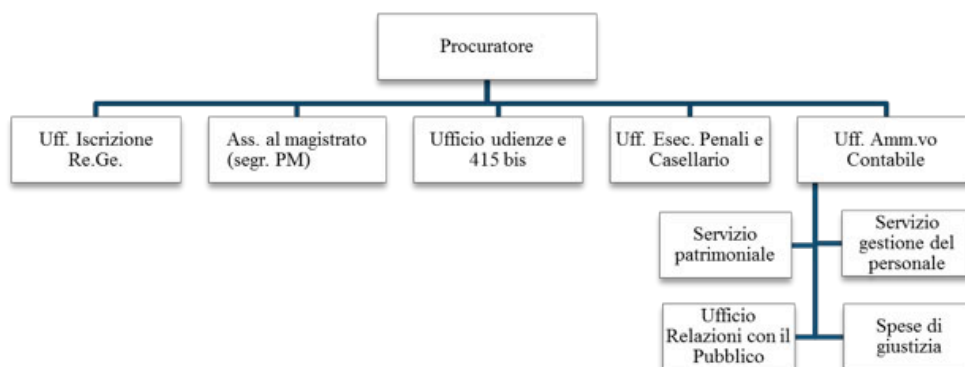 Procuratore
Uff. Iscrizione
Re.Ge.
Ass. al magistrato
(segr. PM)
Ufficio udienze e
415 bis
Uff. Esec. Penali e
Casellario
Uff. Amm.vo
Contabile
Servizio
patrimoniale
Servizio
gestione del
personale
Ufficio
Relazioni con il
Pubblico
Spese di
giustizia